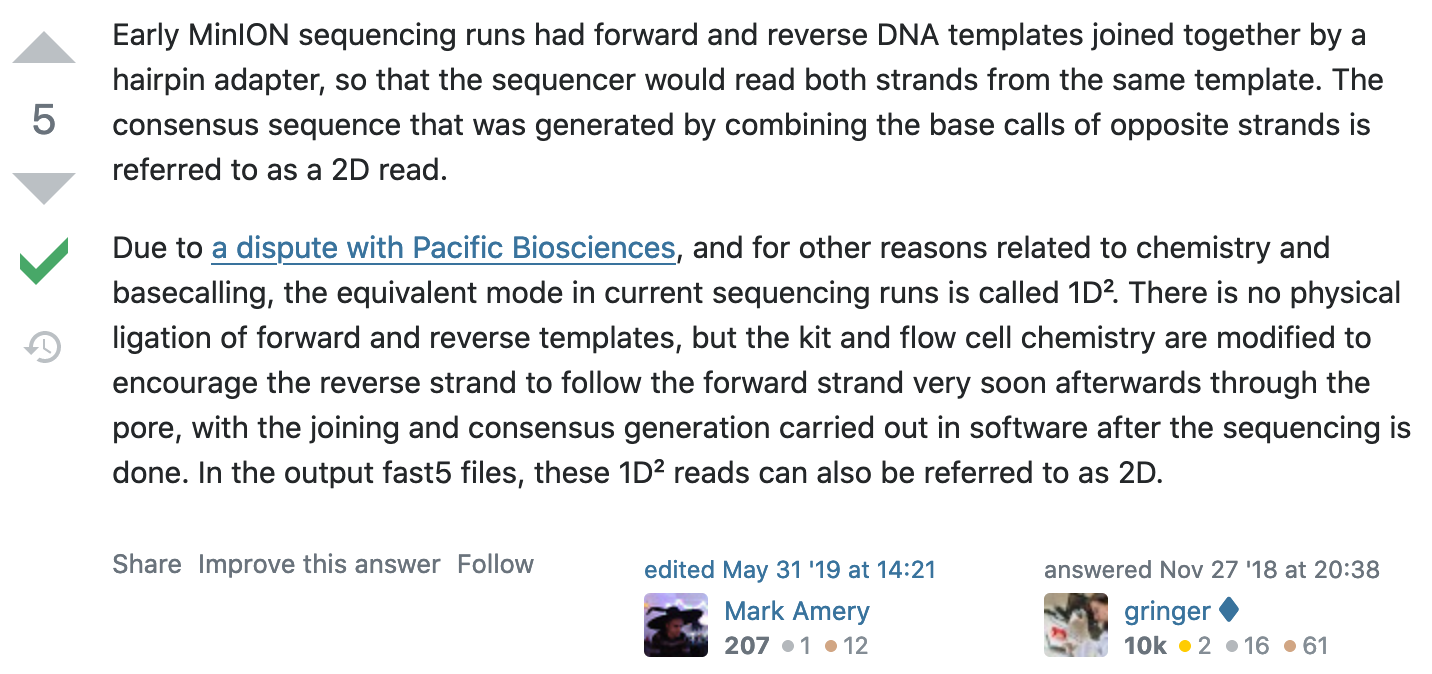 Early MinION sequencing runs had forward and reverse DNA templates joined together by a
hairpin adapter, so that the sequencer would read both strands from the same template. The
5
consensus sequence that was generated by combining the base calls of opposite strands is
referred to as a 2D read.
Due to a dispute with Pacific Biosciences, and for other reasons related to chemistry and
basecalling, the equivalent mode in current sequencing runs is called 1D². There is no physical
ligation of forward and reverse templates, but the kit and flow cell chemistry are modified to
encourage the reverse strand to follow the forward strand very soon afterwards through the
pore, with the joining and consensus generation carried out in software after the sequencing is
done. In the output fast5 files, these 1D² reads can also be referred to as 2D.
Share Improve this answer Follow
edited May 31 '19 at 14:21
Mark Amery
207 1 12
answered Nov 27 '18 at 20:38
gringer
10k 2 16 61